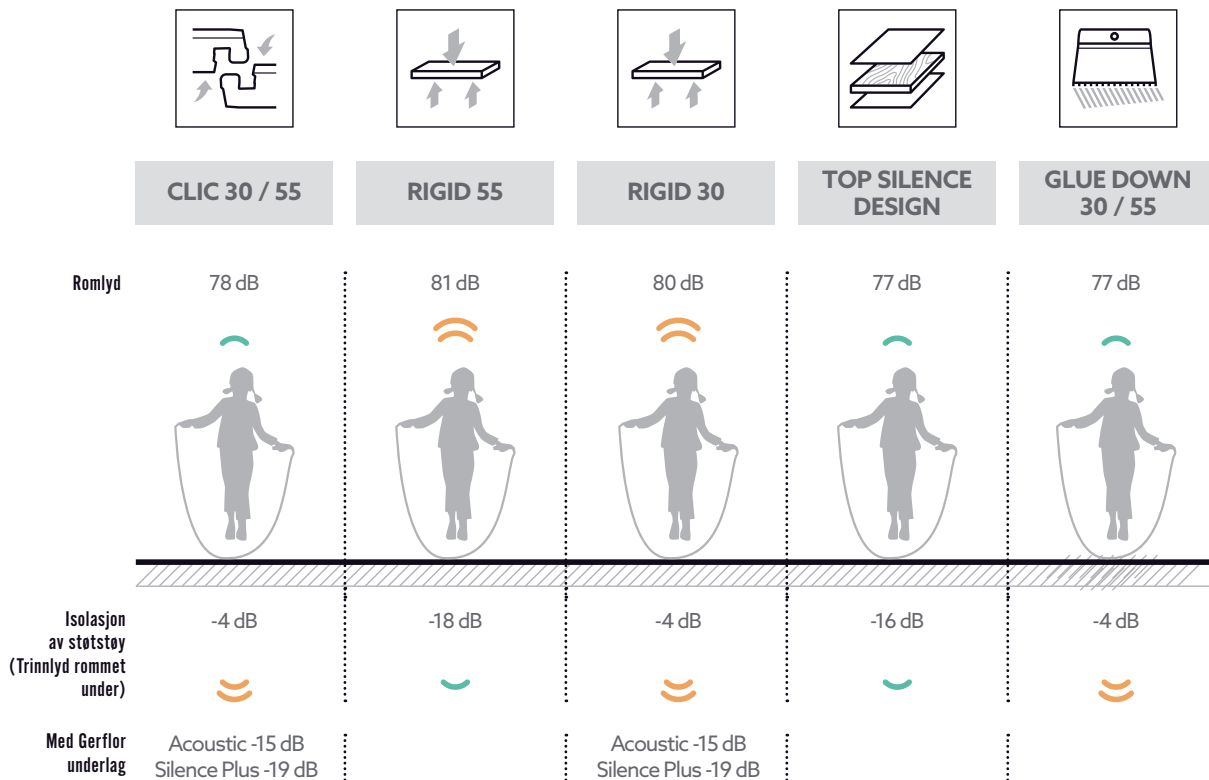 CLIC 30 / 55
RIGID 55
RIGID 30
TOP SILENCE
DESIGN
GLUE DOWN
30 / 55
Romlyd
78 dB
81 dB
80 dB
77 dB
77 dB
Isolasjon
av støtstøy
(Trinnlyd rommet
under)
-4 dB
-18 dB
-4 dB
-16 dB
-4 dB
Med Gerflor
underlag
Acoustic -15 dB
Silence Plus -19 dB
Acoustic -15 dB
Silence Plus -19 dB